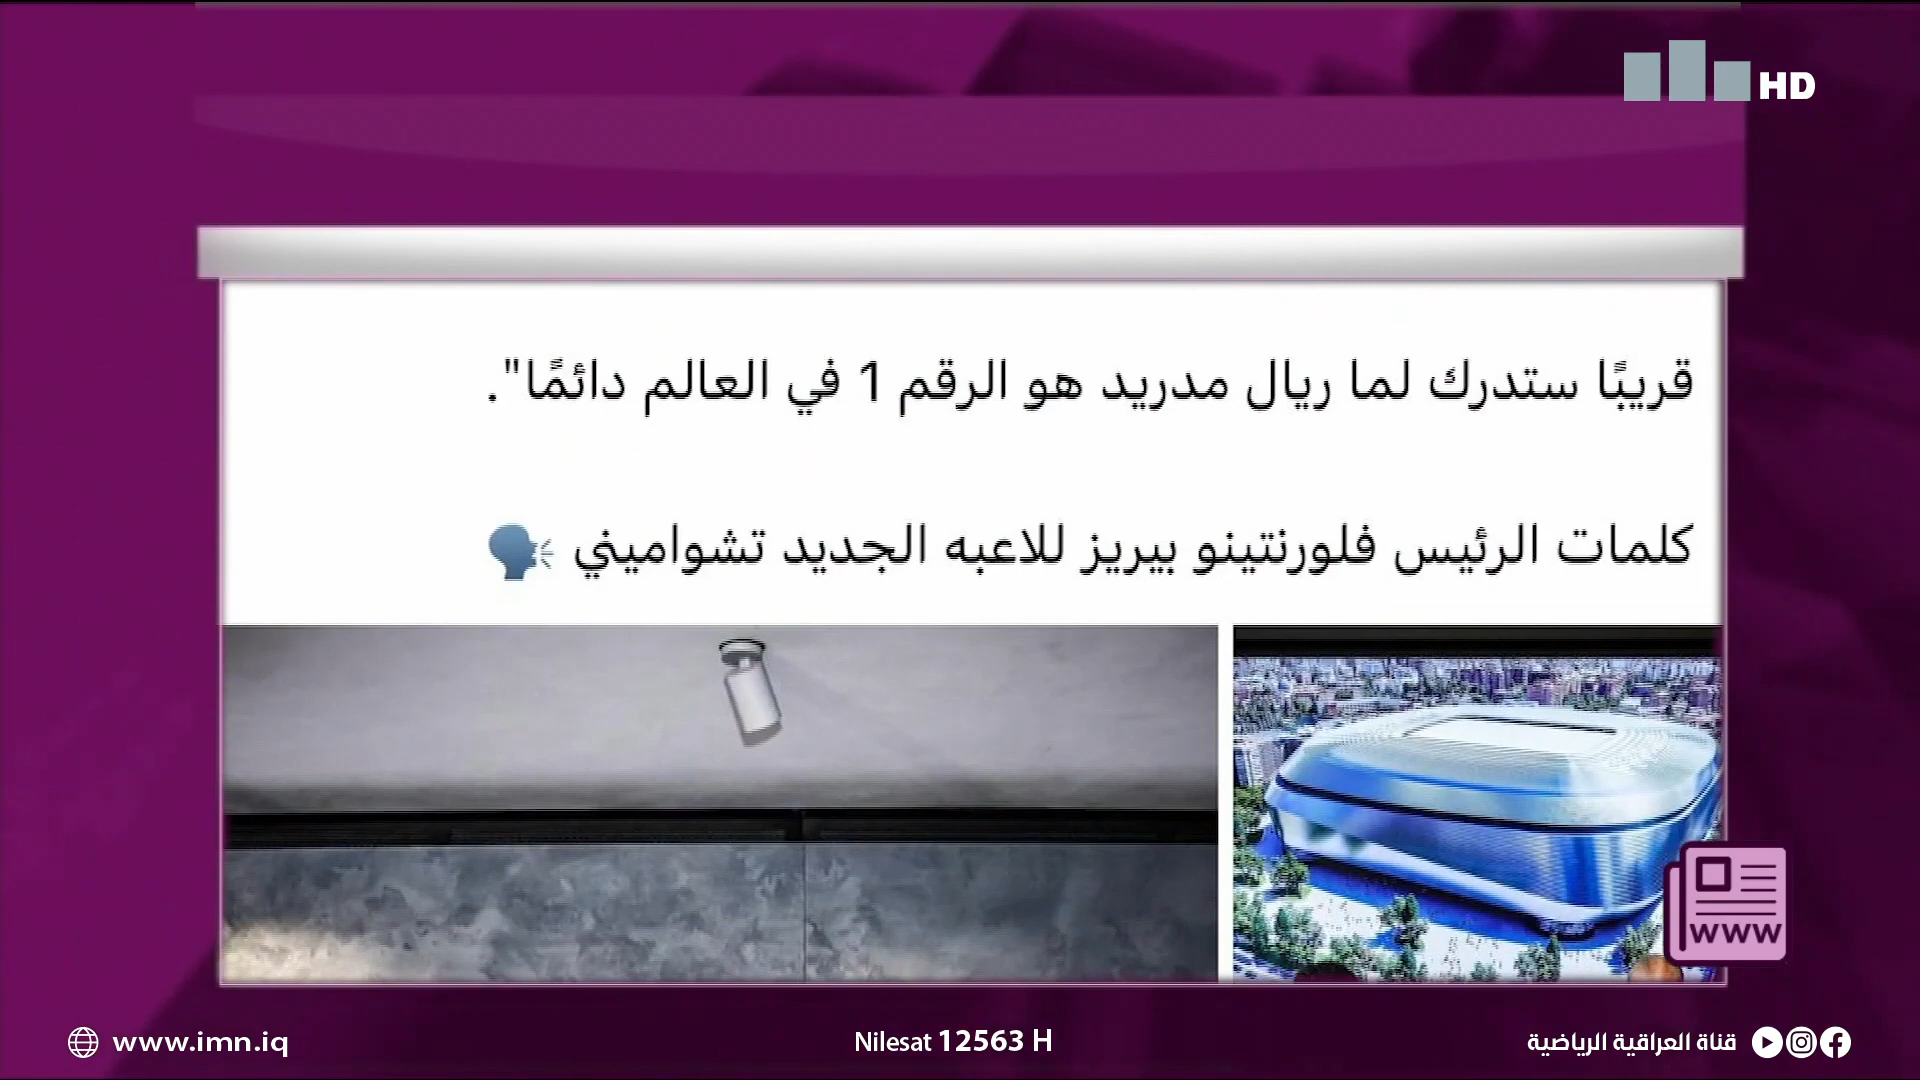 HD
قريبًا ستدرك لما ريال مدريد هو الرقم 1 في العالم دائمًا".
كلمات الرئيس فلورنتينو بيريز للاعبه الجديد تشواميني
www
www.imn.iq
Nilesat 12563 H
قناة العراقية الرياضية